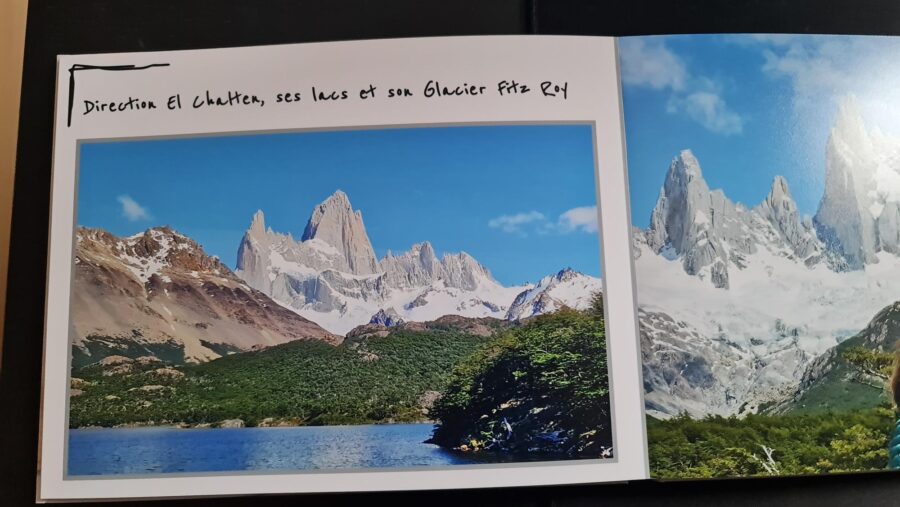 Direction El Chalten, ses lacs et son Glacier Fitz Roy